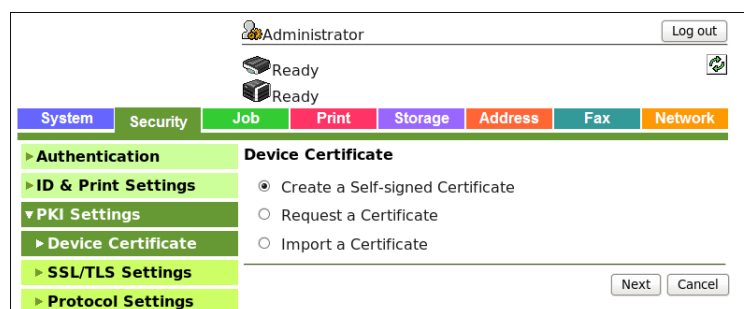 Administrator
Log out
Ready
Ready
System Security Job Print Storage Address Fax Network
Authentication
ID & Print Settings
PKI Settings
Device Certificate
SSL/TLS Settings
Protocol Settings
Device Certificate
Create a Self-signed Certificate
Request a Certificate
Import a Certificate
Next Cancel